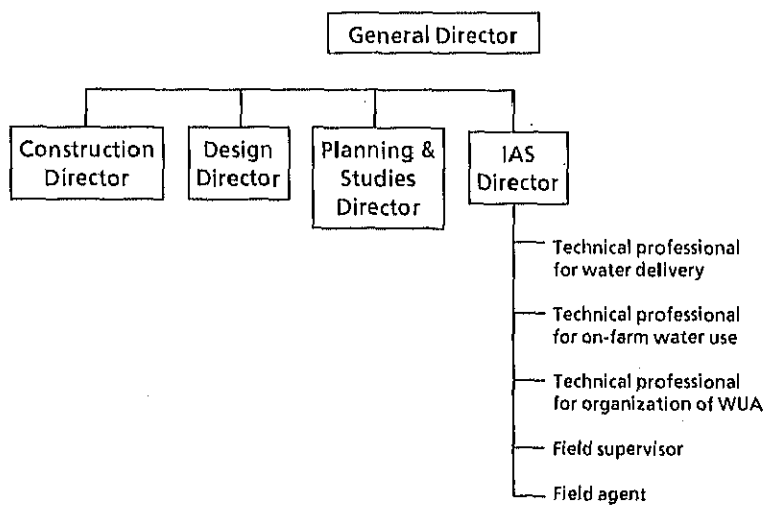 General Director
Construction
Director
Design
Director
Planning &
Studies
Director
IAS
Director
Technical professional
for water delivery
Technical professional
for on-farm water use
Technical professional
for organization of WUA
Field supervisor
Field agent